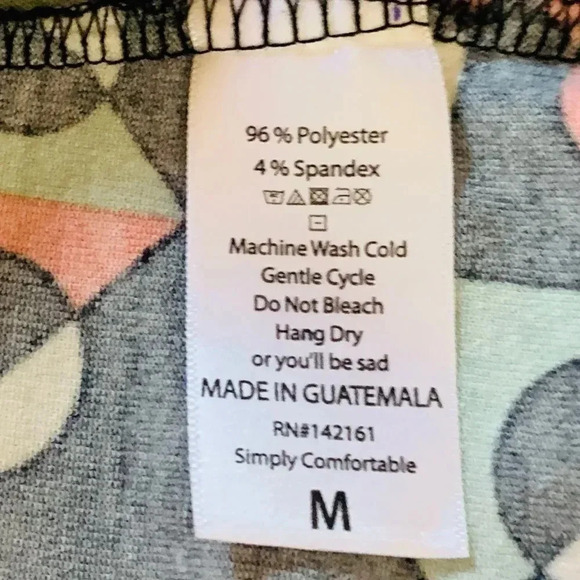 96 % Polyester
4 % Spandex
Machine Wash Cold
Gentle Cycle
Do Not Bleach
Hang Dry
or you'll be sad
MADE IN GUATEMALA
RN#142161
Simply Comfortable
M